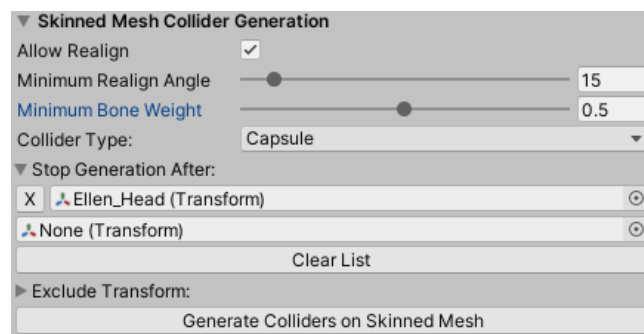 Skinned Mesh Collider Generation
Allow Realign
Minimum Realign Angle 15
Minimum Bone Weight 0.5
Collider Type: Capsule
Stop Generation After:
X Ellen_Head (Transform)
None (Transform)
Clear List
Exclude Transform:
Generate Colliders on Skinned Mesh